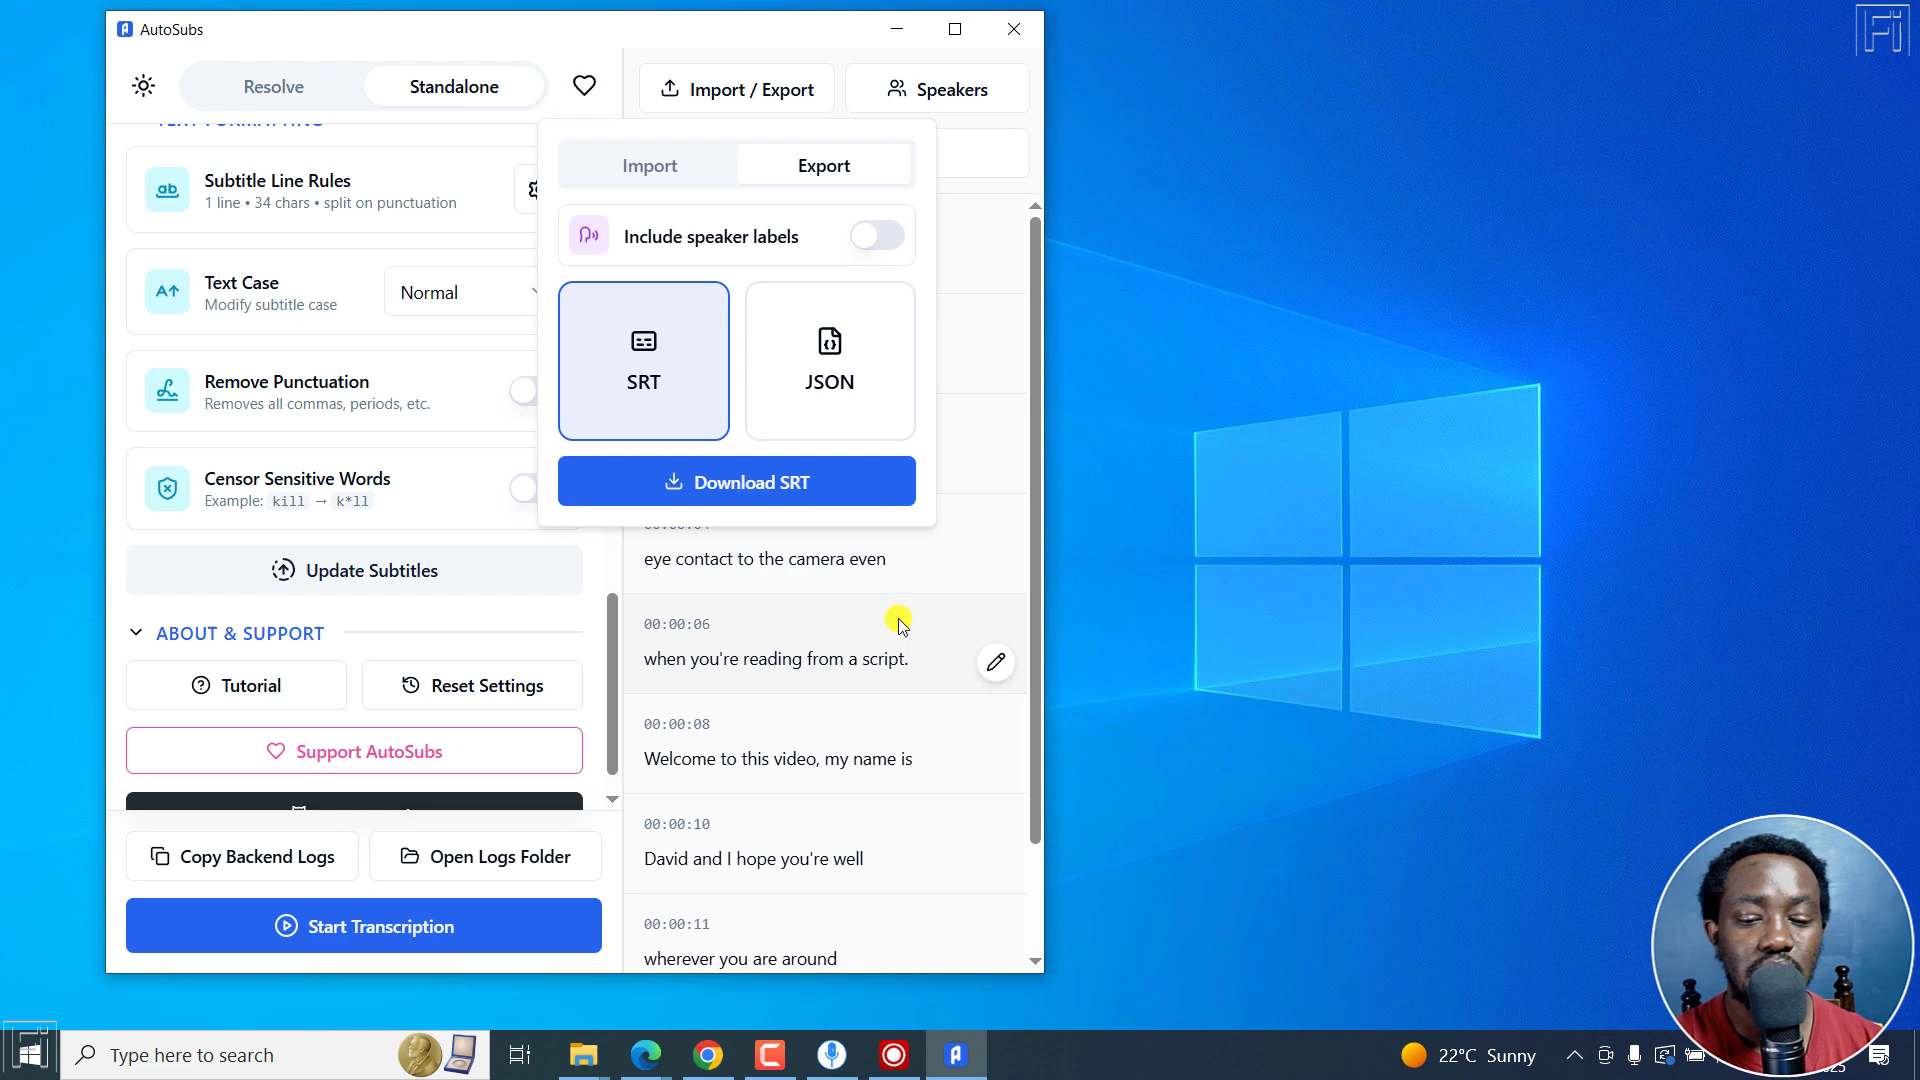 AutoSubs
Resolve
Standalone
Import / Export
Speakers
TEXT FORMATTING
Import
Export
Subtitle Line Rules
1 line • 34 chars • split on punctuation
Include speaker labels
Text Case
Modify subtitle case
Normal
SRT
JSON
Remove Punctuation
Removes all commas, periods, etc.
Censor Sensitive Words
Example: kill → k*ll
Download SRT
eye contact to the camera even
Update Subtitles
00:00:06
when you're reading from a script.
ABOUT & SUPPORT
Tutorial
Reset Settings
00:00:08
Welcome to this video, my name is
Support AutoSubs
00:00:10
David and I hope you're well
Copy Backend Logs
Open Logs Folder
00:00:11
wherever you are around
Start Transcription
Type here to search
22°C Sunny
Fi
Fi